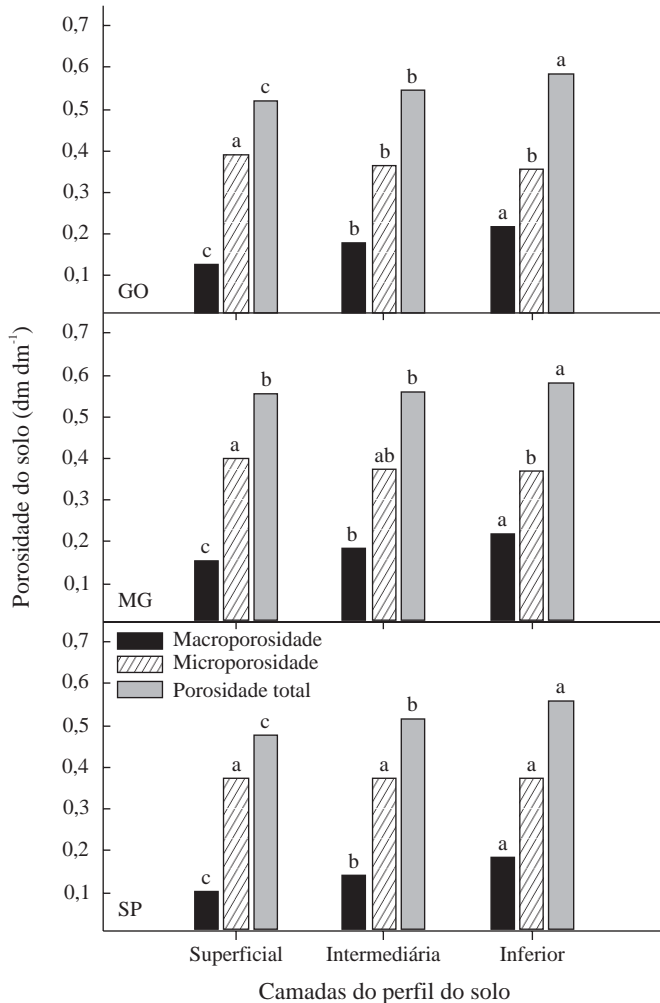 0,7
0,6
0,5
0,4
0,3
0,2
0,1
c
a
c
b
b
b
a
b
a
GO
0,7
0,6
0,5
0,4
0,3
0,2
0,1
c
a
b
b
ab
b
a
b
a
MG
0,7
0,6
0,5
0,4
0,3
0,2
0,1
Macroporosidade
Microporosidade
Porosidade total
c
a
c
b
a
b
a
a
a
SP
Porosidade do solo (dm dm⁻¹)
Superficial Intermediária Inferior
Camadas do perfil do solo